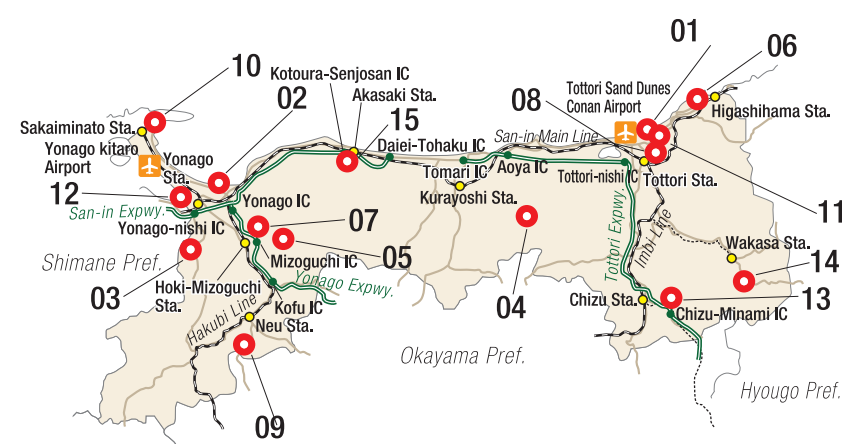 01
06
10
Kotoura-Senjosan IC
02
Akasaki Sta.
Tottori Sand Dunes
Conan Airport
08
15
Higashihama Sta.
Sakaiminato Sta.
Yonago kitaro
Airport
Yonago
Sta.
San-in Main Line
Daiei-Tohaku IC
Tomari IC
Aoya IC
Tottori-nishi IC
Tottori Sta.
12
Kurayoshi Sta.
San-in Expwy.
Yonago IC
Yonago-nishi IC
07
11
05
Tottori Expwy.
Imbi-Line
Wakasa Sta.
Shimane Pref.
Mizoguchi IC
14
03
Yonago Expwy.
04
Hoki-Mizoguchi
Sta.
Kofu IC
Chizu Sta.
13
Hakubi Line
Neu Sta.
Chizu-Minami IC
Okayama Pref.
Hyougo Pref.
09